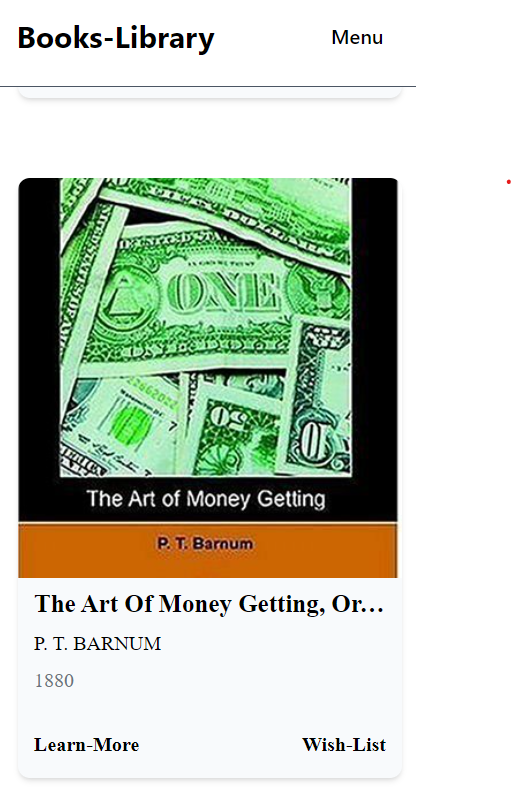 Books-Library Menu
ONE
The Art of Money Getting
P. T. Barnum
The Art Of Money Getting, Or…
P. T. BARNUM
1880
Learn-More Wish-List